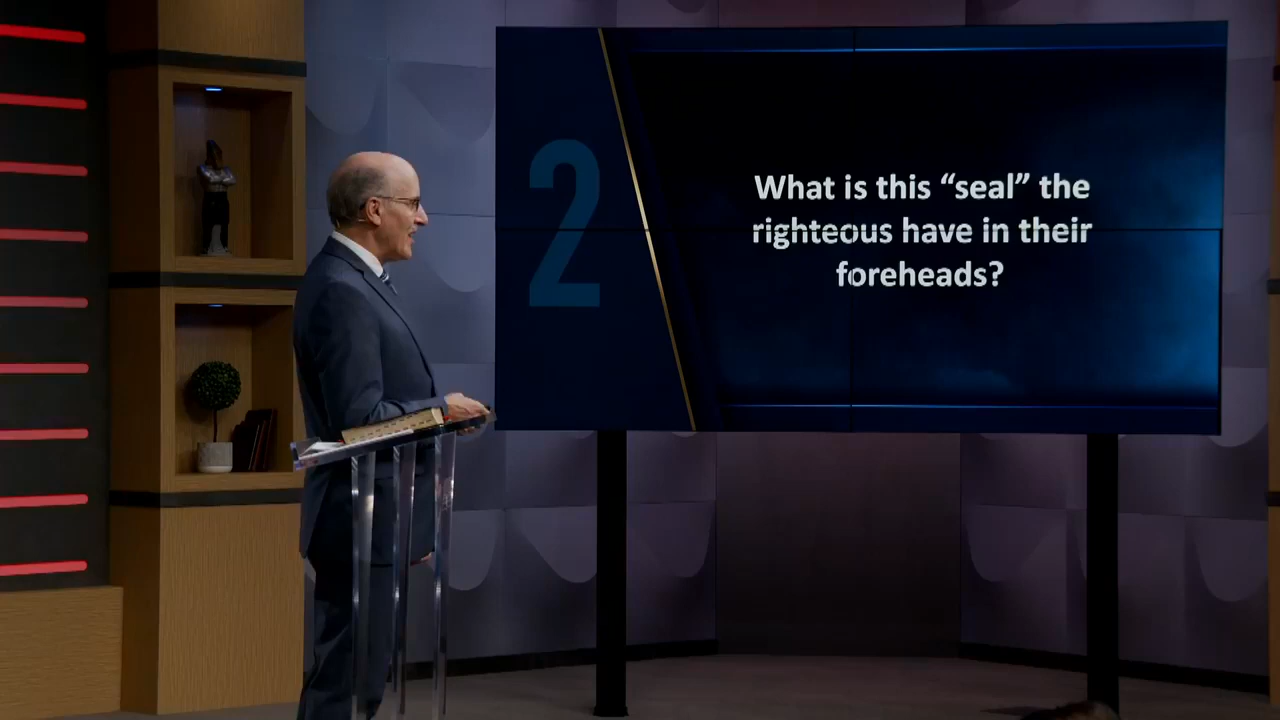 2
What is this “seal” the
righteous have in their
foreheads?